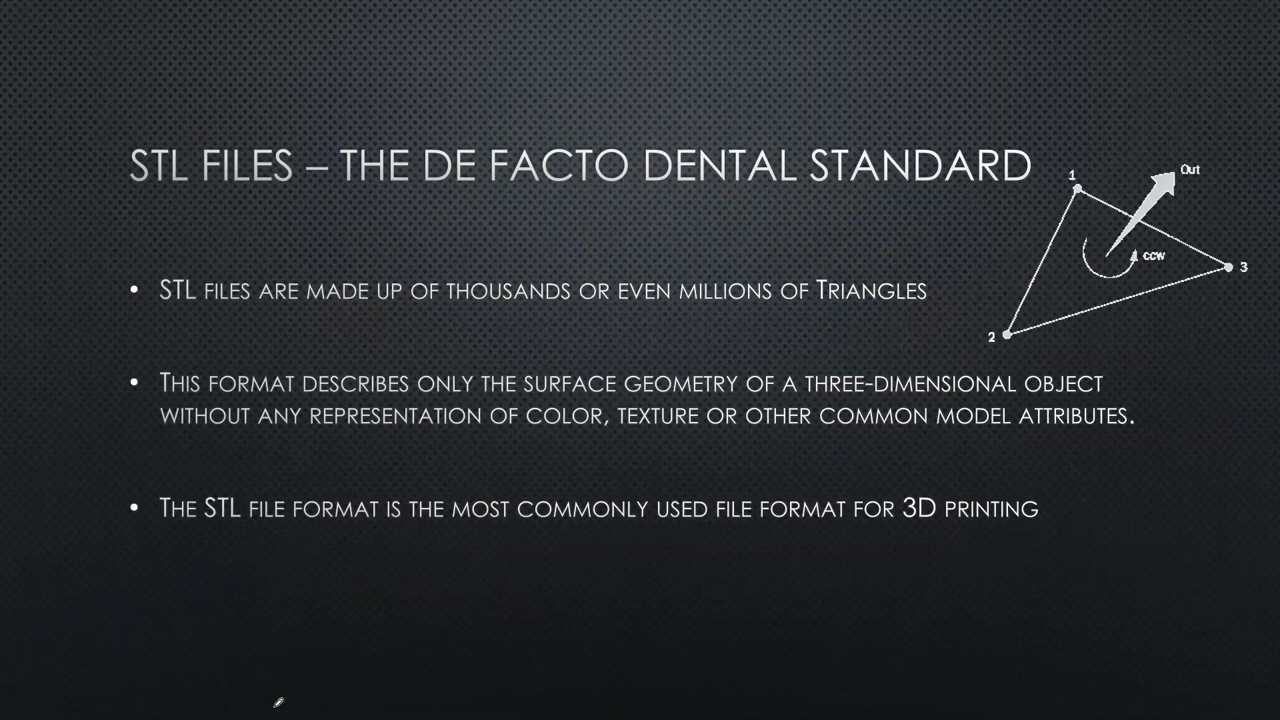 STL FILES – THE DE FACTO DENTAL STANDARD
1
Out
ccw
3
2
• STL FILES ARE MADE UP OF THOUSANDS OR EVEN MILLIONS OF TRIANGLES
• THIS FORMAT DESCRIBES ONLY THE SURFACE GEOMETRY OF A THREE-DIMENSIONAL OBJECT
WITHOUT ANY REPRESENTATION OF COLOR, TEXTURE OR OTHER COMMON MODEL ATTRIBUTES.
• THE STL FILE FORMAT IS THE MOST COMMONLY USED FILE FORMAT FOR 3D PRINTING